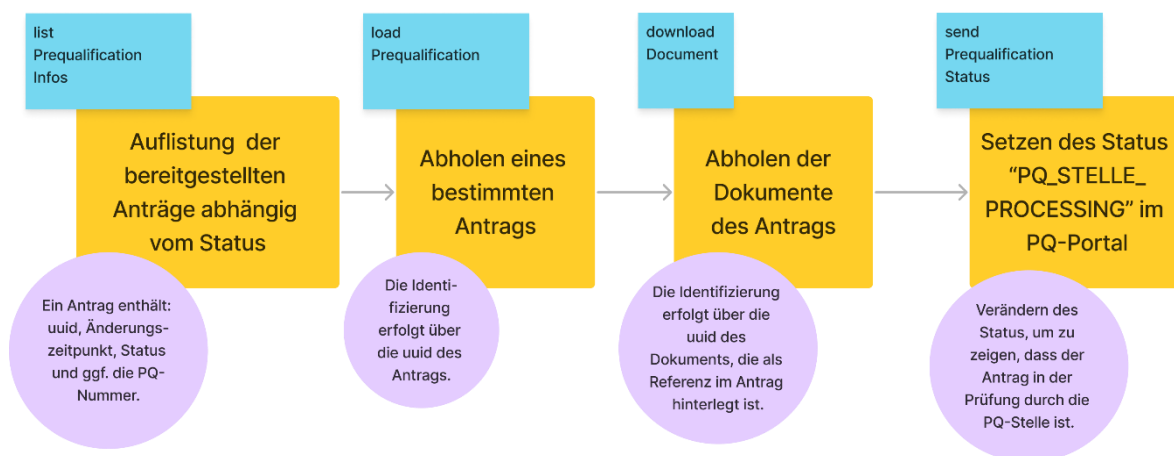 list
Prequalification
Infos
Auflistung der
bereitgestellten
Anträge abhängig
vom Status
Ein Antrag enthält:
uuid, Änderungs-
zeitpunkt, Status
und ggf. die PQ-
Nummer.
load
Prequalification
Abholen eines
bestimmten
Antrags
Die Identi-
fizierung
erfolgt über
die uuid des
Antrags.
download
Document
Abholen der
Dokumente
des Antrags
Die Identifizierung
erfolgt über die
uuid des
Dokuments, die als
Referenz im Antrag
hinterlegt ist.
send
Prequalification
Status
Setzen des Status
“PQ_STELLE_
PROCESSING” im
PQ-Portal
Verändern des
Status, um zu
zeigen, dass der
Antrag in der
Prüfung durch die
PQ-Stelle ist.